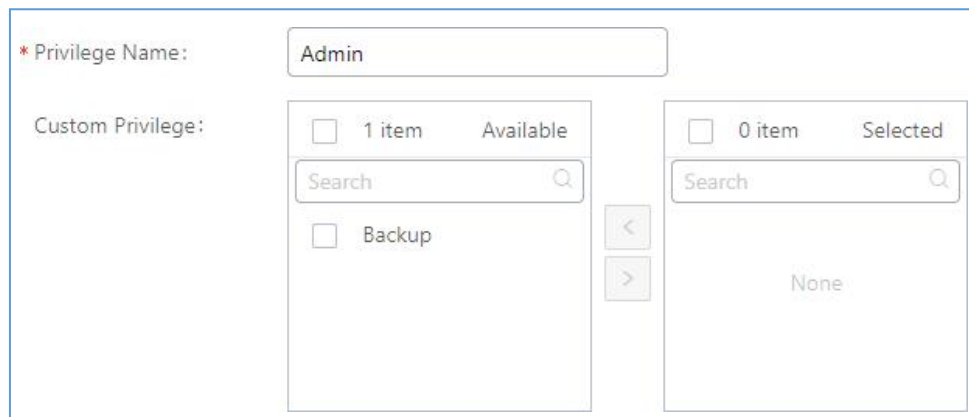 * Privilege Name:
Admin
Custom Privilege:
1 item Available
Search
Backup
<
>
0 item Selected
Search
None